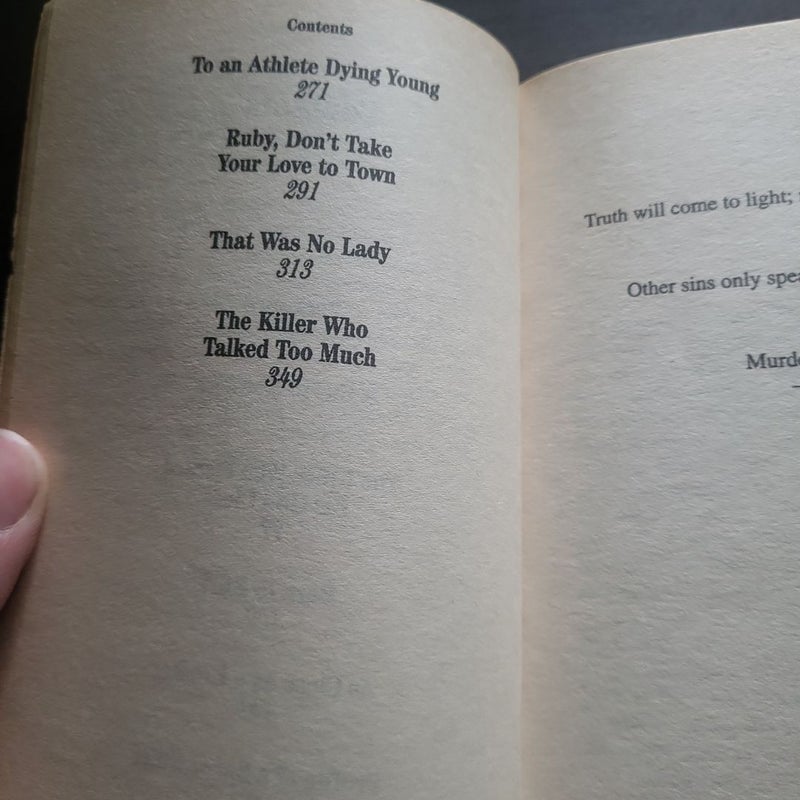 Contents
To an Athlete Dying Young
271
Ruby, Don't Take
Your Love to Town
291
That Was No Lady
313
The Killer Who
Talked Too Much
349
Truth will come to light;
Other sins only